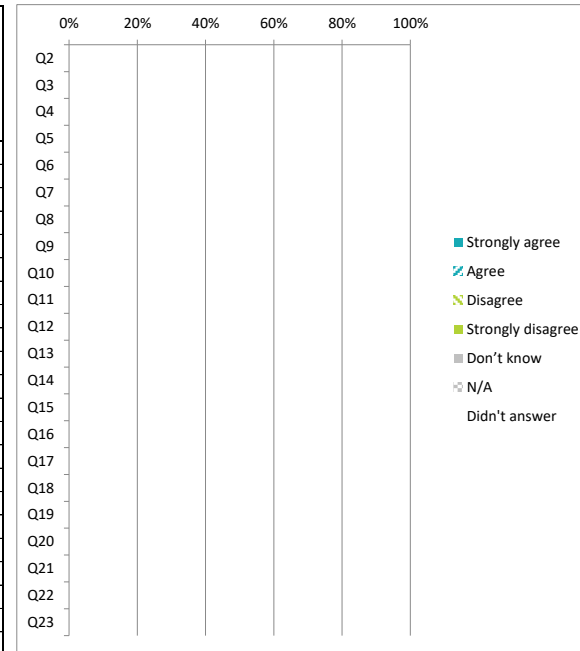 0% 20% 40% 60% 80% 100%
Q2
Q3
Q4
Q5
Q6
Q7
Q8
Q9
Q10
Q11
Q12
Q13
Q14
Q15
Q16
Q17
Q18
Q19
Q20
Q21
Q22
Q23
Strongly agree
Agree
Disagree
Strongly disagree
Don’t know
N/A
Didn't answer